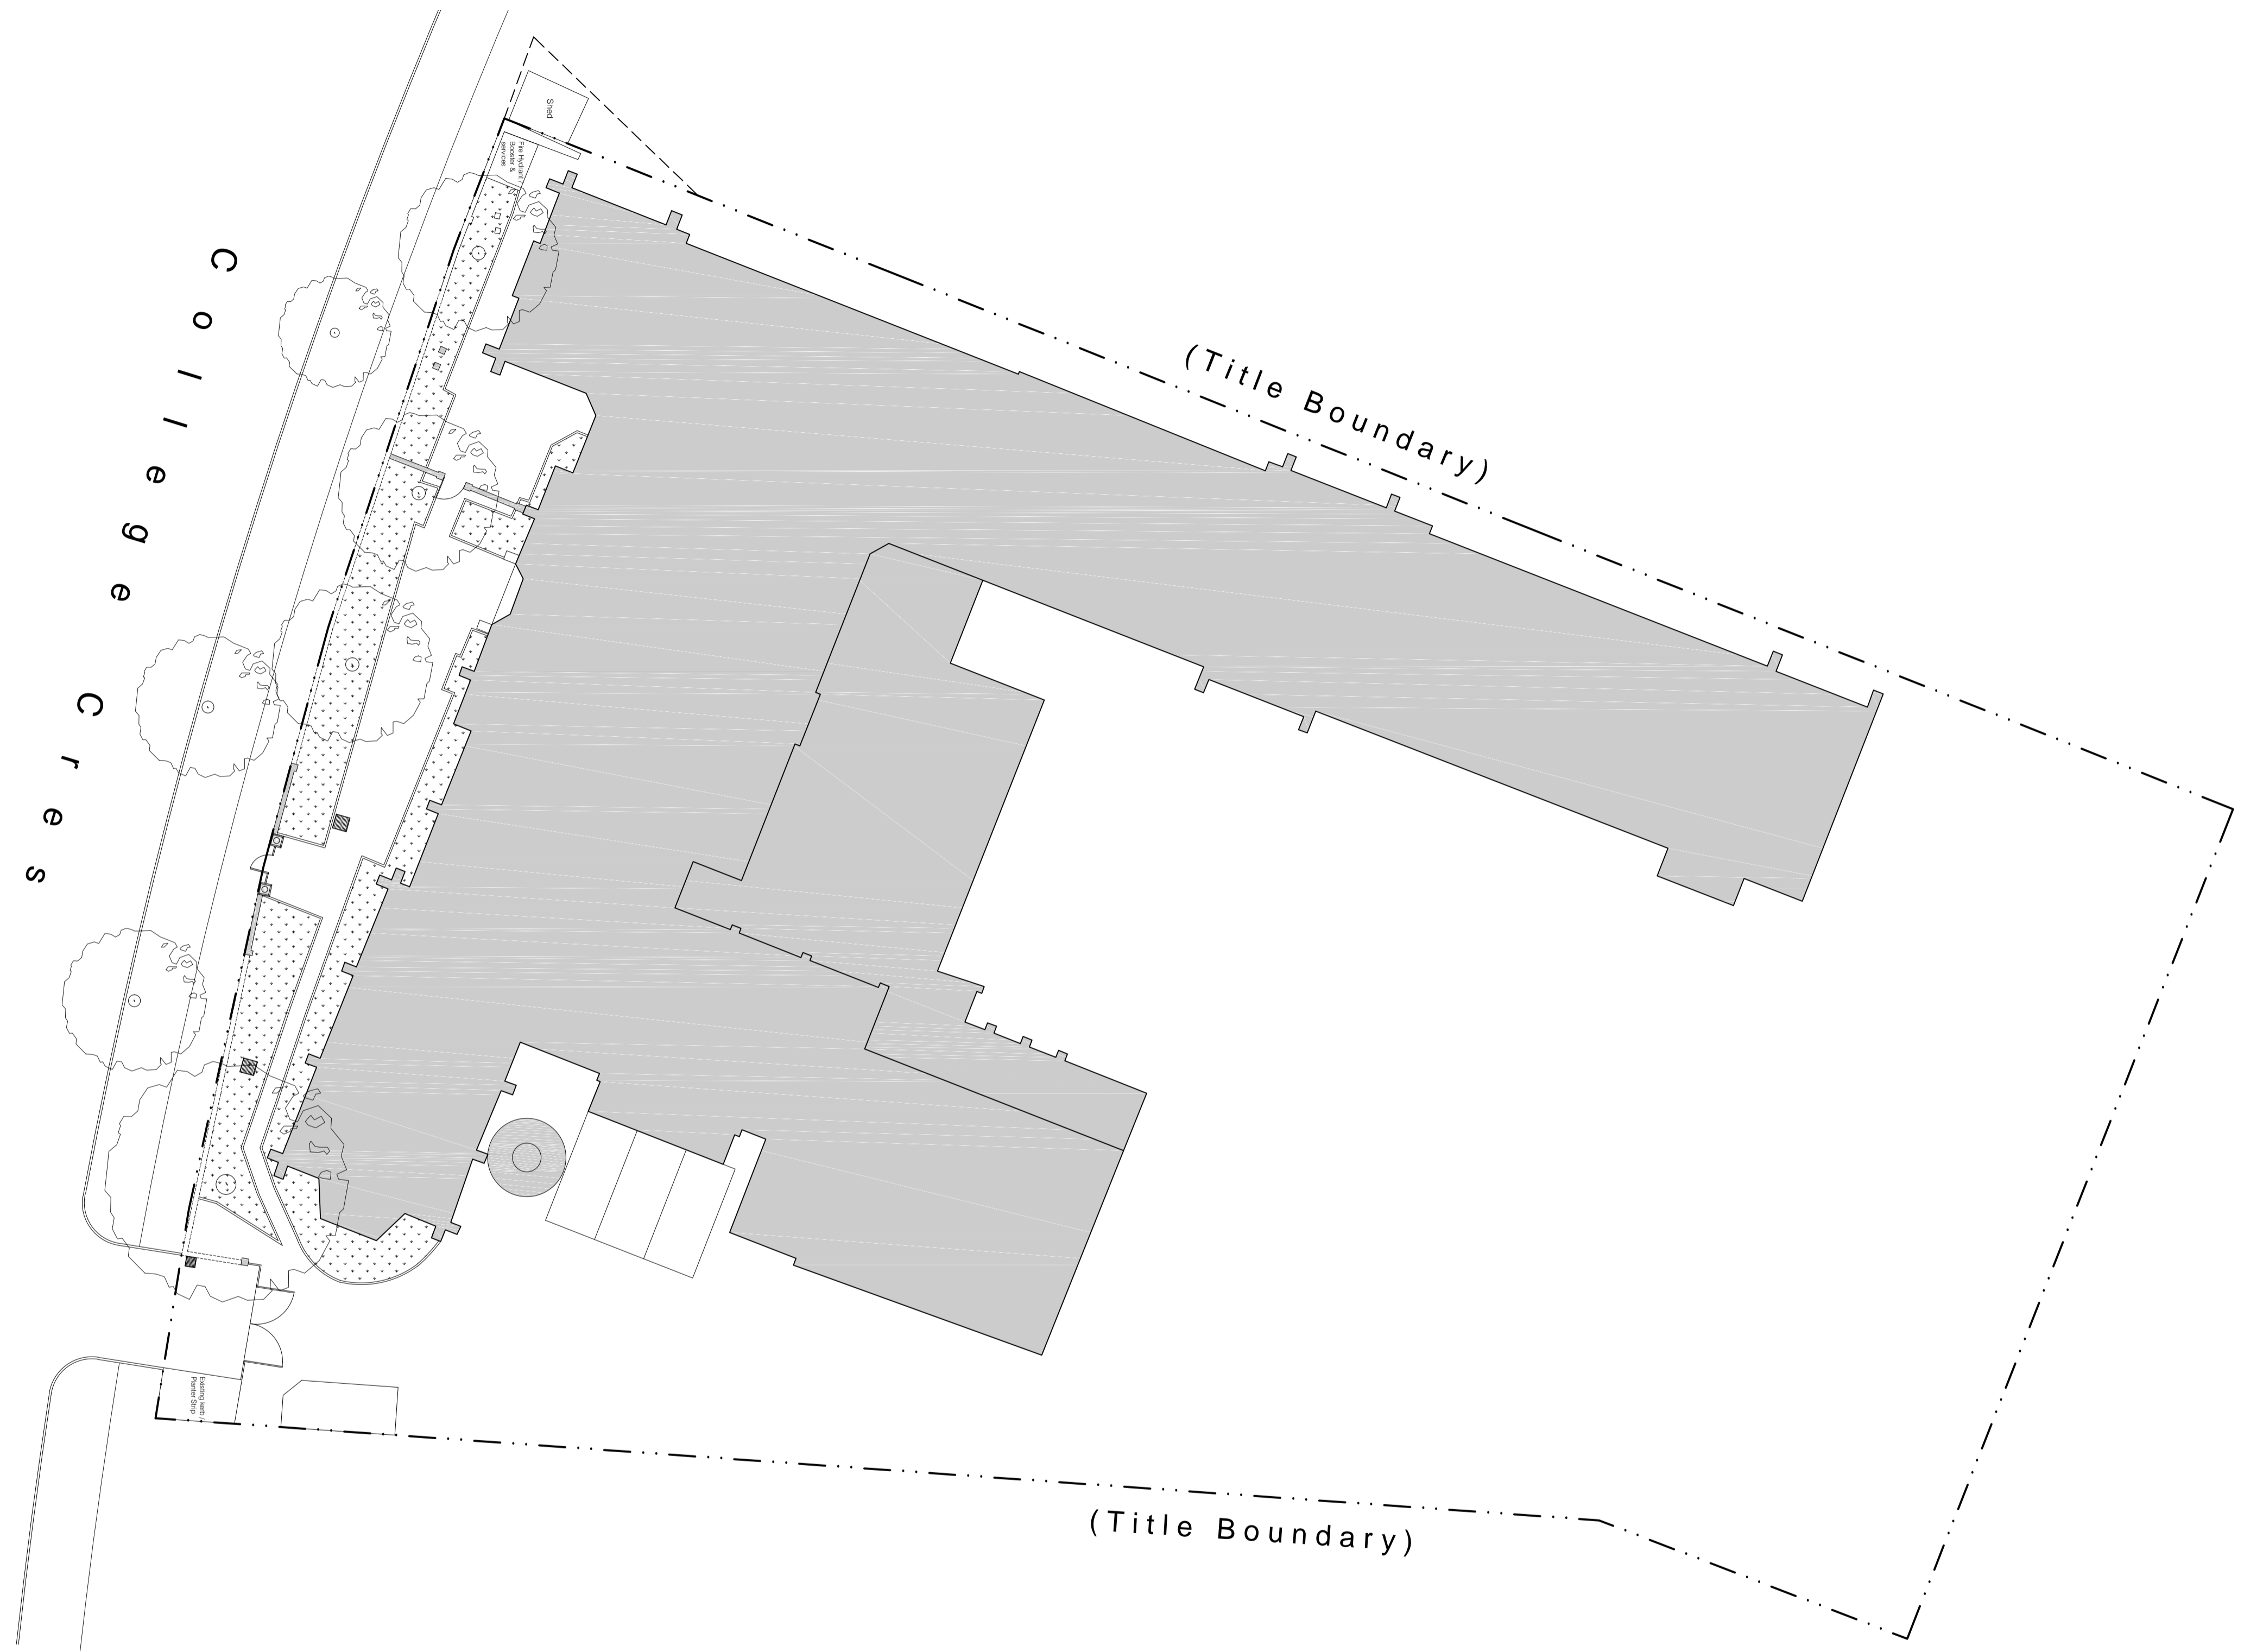 Shed
Fire Hydrant /
Booster &
services
College Cres
(Title Boundary)
Existing kerb /
Planter Strip
(Title Boundary)